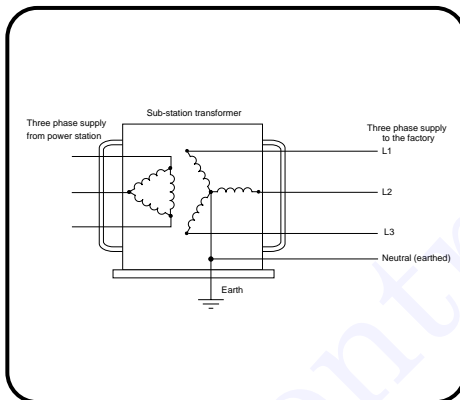 Sub-station transformer
Three phase supply
from power station
Three phase supply
to the factory
L1
L2
L3
Neutral (earthed)
Earth